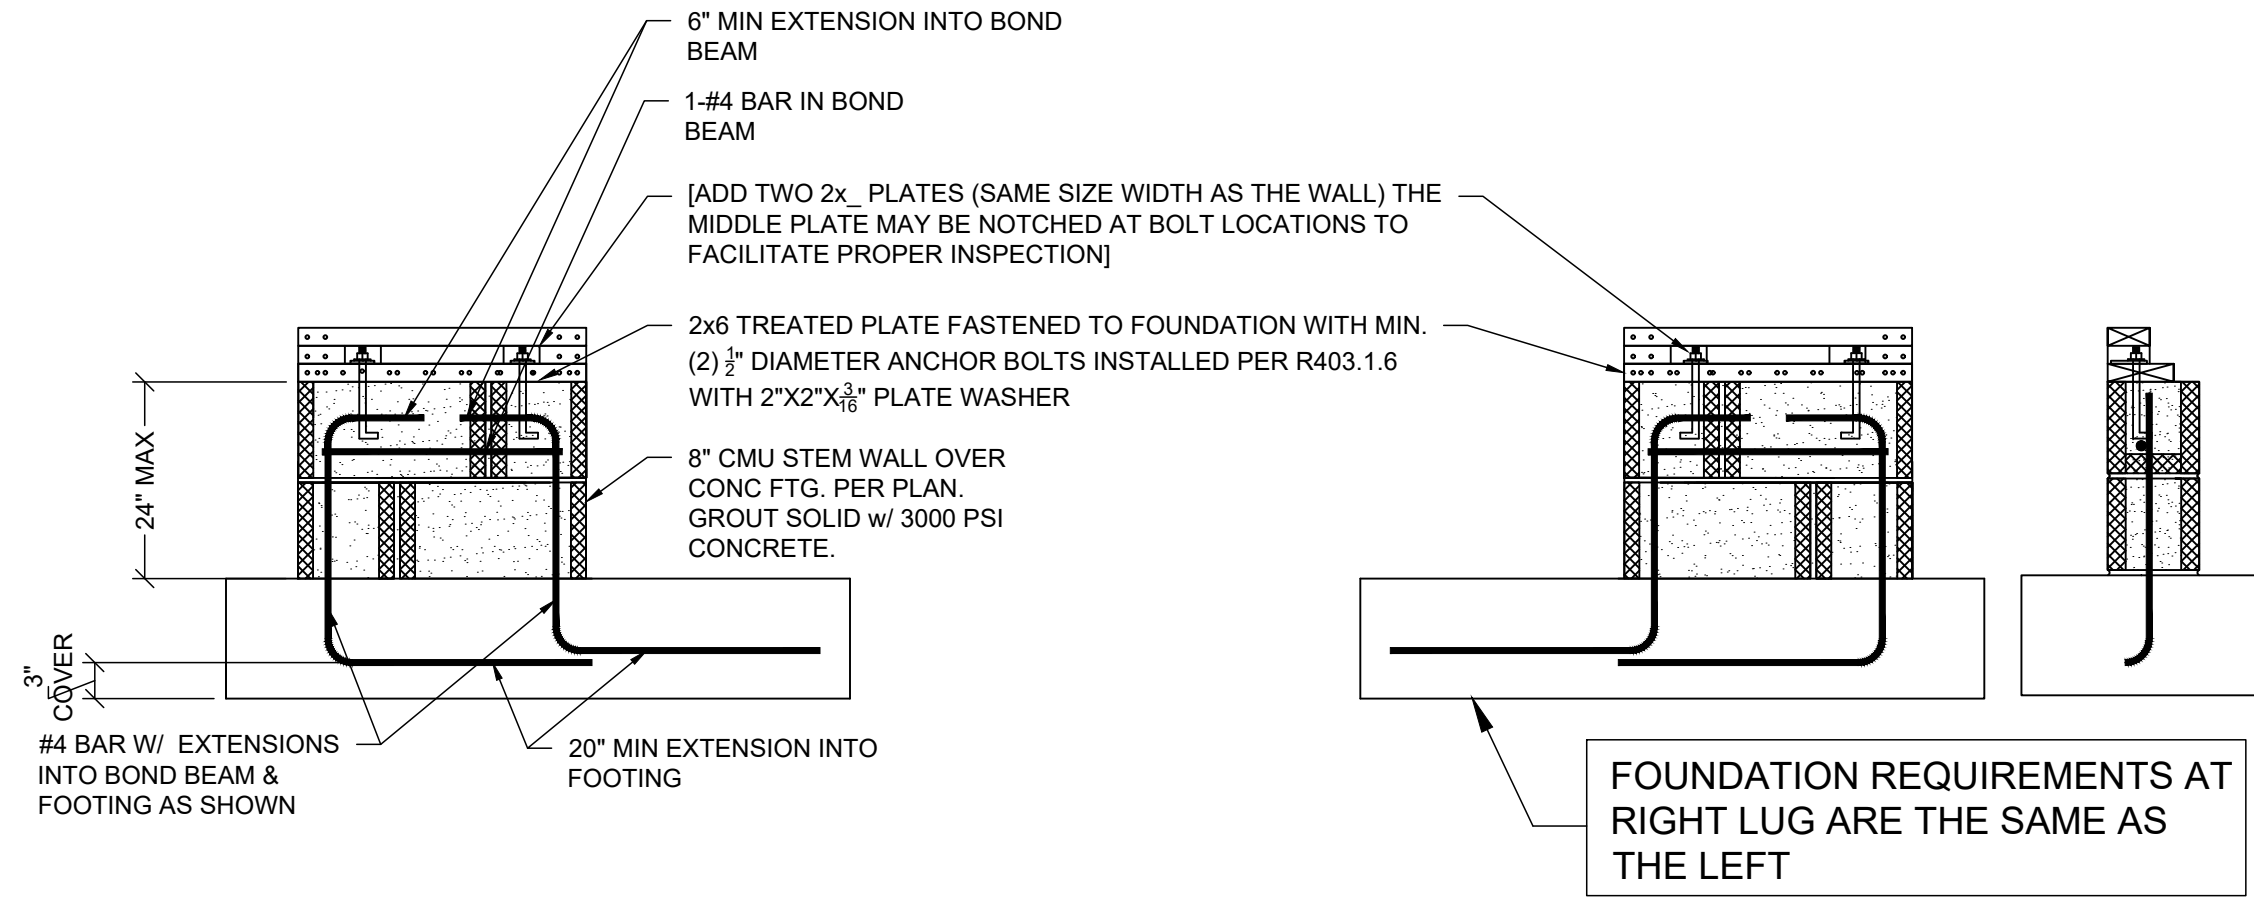 6" MIN EXTENSION INTO BOND
BEAM
1-#4 BAR IN BOND
BEAM
[ADD TWO 2x_ PLATES (SAME SIZE WIDTH AS THE WALL) THE
MIDDLE PLATE MAY BE NOTCHED AT BOLT LOCATIONS TO
FACILITATE PROPER INSPECTION]
2x6 TREATED PLATE FASTENED TO FOUNDATION WITH MIN.
(2) 1/2" DIAMETER ANCHOR BOLTS INSTALLED PER R403.1.6
WITH 2"X2"X3/16" PLATE WASHER
24" MAX
8" CMU STEM WALL OVER
CONC FTG. PER PLAN.
GROUT SOLID w/ 3000 PSI
CONCRETE.
3"
COVER
#4 BAR W/ EXTENSIONS
INTO BOND BEAM &
FOOTING AS SHOWN
20" MIN EXTENSION INTO
FOOTING
FOUNDATION REQUIREMENTS AT
RIGHT LUG ARE THE SAME AS
THE LEFT